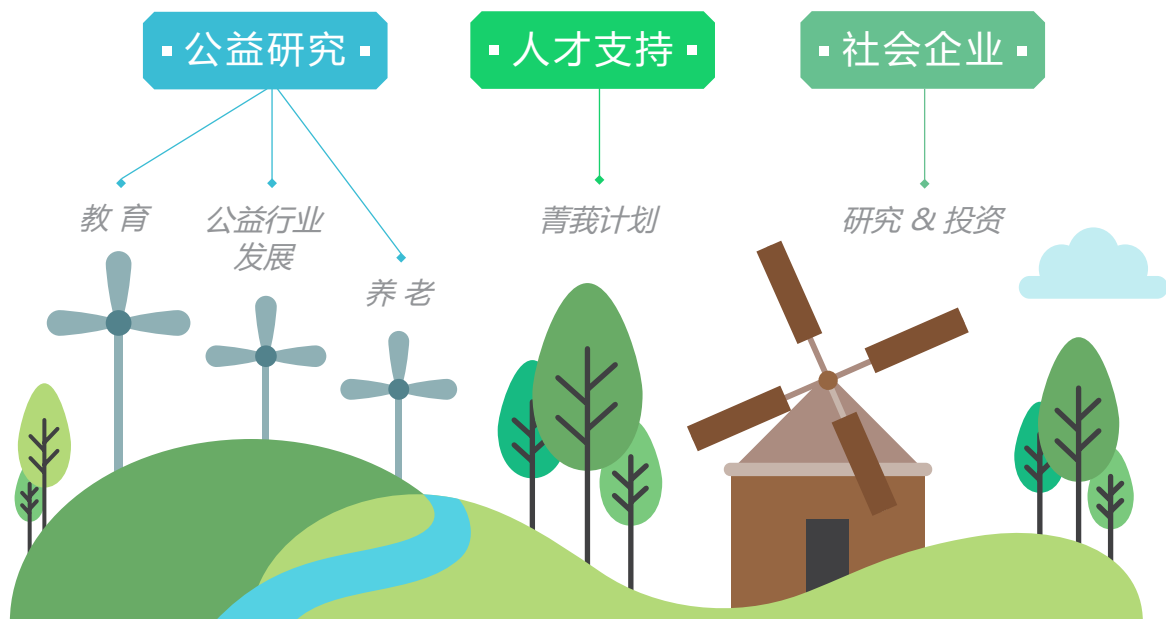 公益研究
人才支持
社会企业
教 育
公益行业
发展
养 老
菁莪计划
研究 & 投资